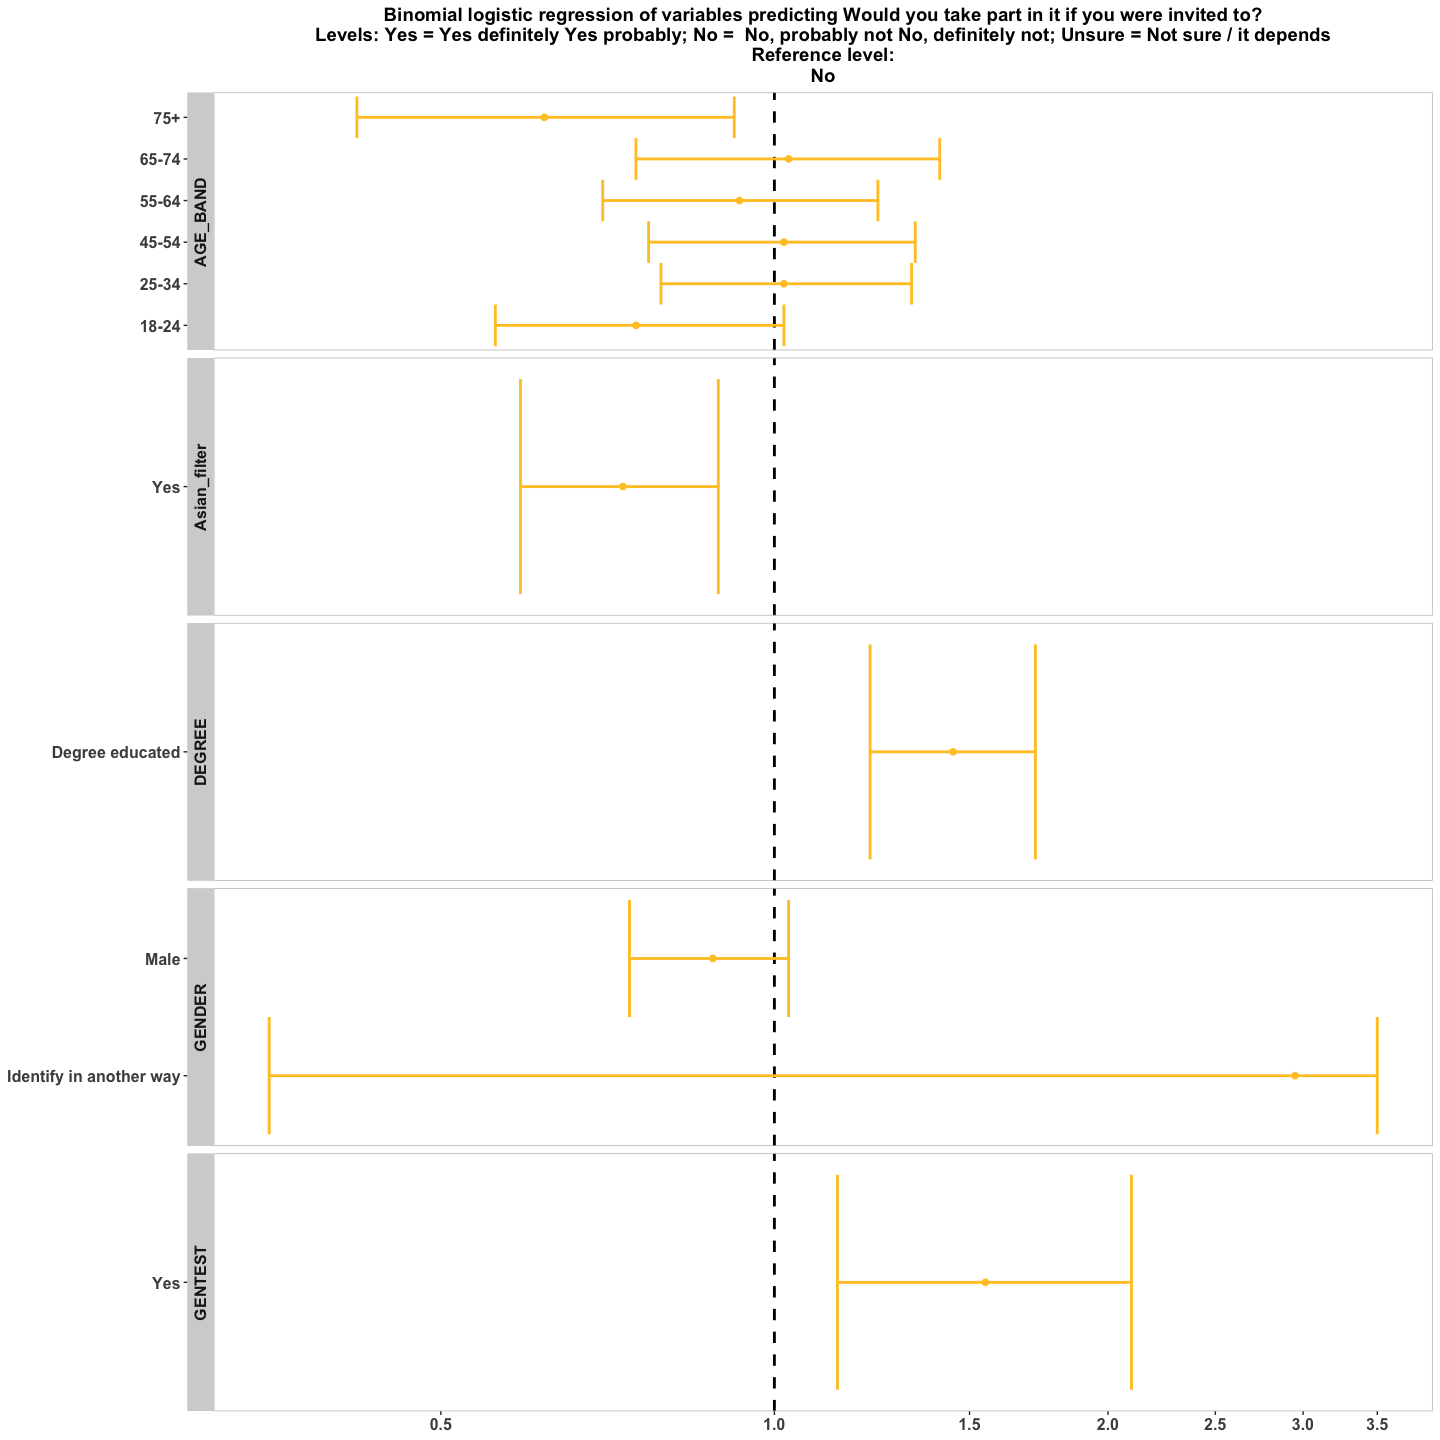 Binomial logistic regression of variables predicting Would you take part in it if you were invited to?
Levels: Yes = Yes definitely Yes probably; No =  No, probably not No, definitely not; Unsure = Not sure / it depends
Reference level:
No
AGE_BAND
75+
65-74
55-64
45-54
25-34
18-24
Asian_filter
Yes
DEGREE
Degree educated
GENDER
Male
Identify in another way
GENTEST
Yes
0.5 1.0 1.5 2.0 2.5 3.0 3.5